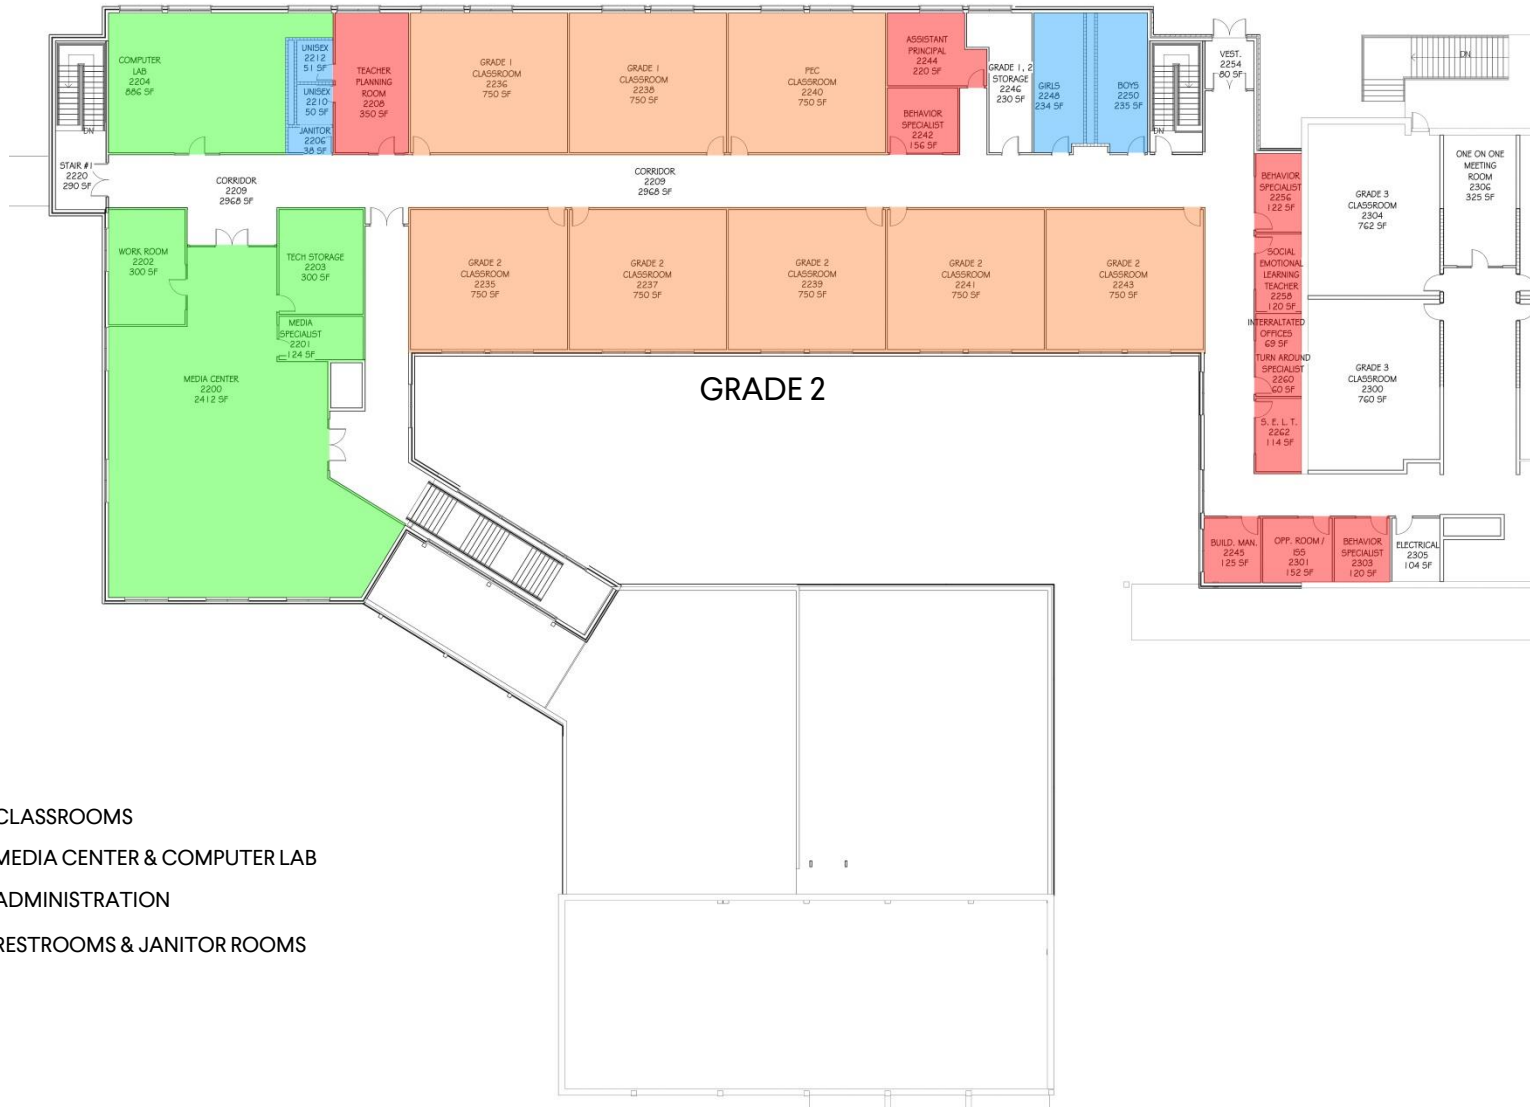 COMPUTER
LAB
2204
886 SF
UNISEX
2212
51 SF
UNISEX
2210
50 SF
JANITOR
2206
38 SF
TEACHER
PLANNING
ROOM
2208
350 SF
GRADE 1
CLASSROOM
2236
750 SF
GRADE 1
CLASSROOM
2238
750 SF
PEC
CLASSROOM
2240
750 SF
ASSISTANT
PRINCIPAL
2244
220 SF
BEHAVIOR
SPECIALIST
2242
156 SF
GRADE 1, 2
STORAGE
2246
230 SF
GIRLS
2248
234 SF
BOYS
2250
235 SF
VEST.
2254
80 SF
DN
DN
DN
STAIR #1
2220
290 SF
CORRIDOR
2209
2968 SF
CORRIDOR
2209
2968 SF
BEHAVIOR
SPECIALIST
2256
122 SF
GRADE 3
CLASSROOM
2304
762 SF
ONE ON ONE
MEETING
ROOM
2306
325 SF
WORK ROOM
2202
300 SF
TECH STORAGE
2203
300 SF
GRADE 2
CLASSROOM
2235
750 SF
GRADE 2
CLASSROOM
2237
750 SF
GRADE 2
CLASSROOM
2239
750 SF
GRADE 2
CLASSROOM
2241
750 SF
GRADE 2
CLASSROOM
2243
750 SF
SOCIAL
EMOTIONAL
LEARNING
TEACHER
2258
120 SF
MEDIA
SPECIALIST
2201
124 SF
INTERRALTATED
OFFICES
69 SF
TURN AROUND
SPECIALIST
2260
60 SF
MEDIA CENTER
2200
2412 SF
GRADE 2
GRADE 3
CLASSROOM
2300
760 SF
S. E. L. T.
2262
114 SF
BUILD. MAN.
2245
125 SF
OPP. ROOM /
ISS
2301
152 SF
BEHAVIOR
SPECIALIST
2303
120 SF
ELECTRICAL
2305
104 SF
CLASSROOMS
MEDIA CENTER & COMPUTER LAB
ADMINISTRATION
RESTROOMS & JANITOR ROOMS